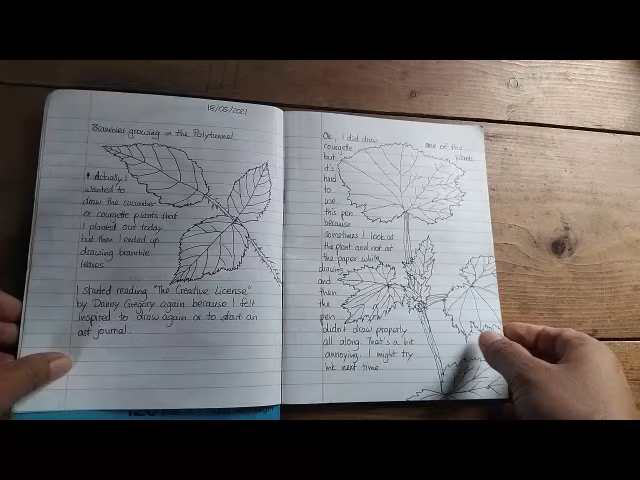 18/05/2021
Brambles growing in the Polytunnel.
Actually I
wanted to
draw the cucumber
or courgette plants that
I planted out today
but then I ended up
drawing bramble
leaves.
I started reading "The Creative License"
by Danny Gregory again because I felt
inspired to draw again or to start an
art journal.
Ok, I did draw
one of the
courgette plants
but
it's
hard
to
use
this pen
because
sometimes I look at
the plant and not at
the paper while
drawing
and
then
the
pen
didn't draw properly
all along. That's a bit
annoying. I might try
ink next time.